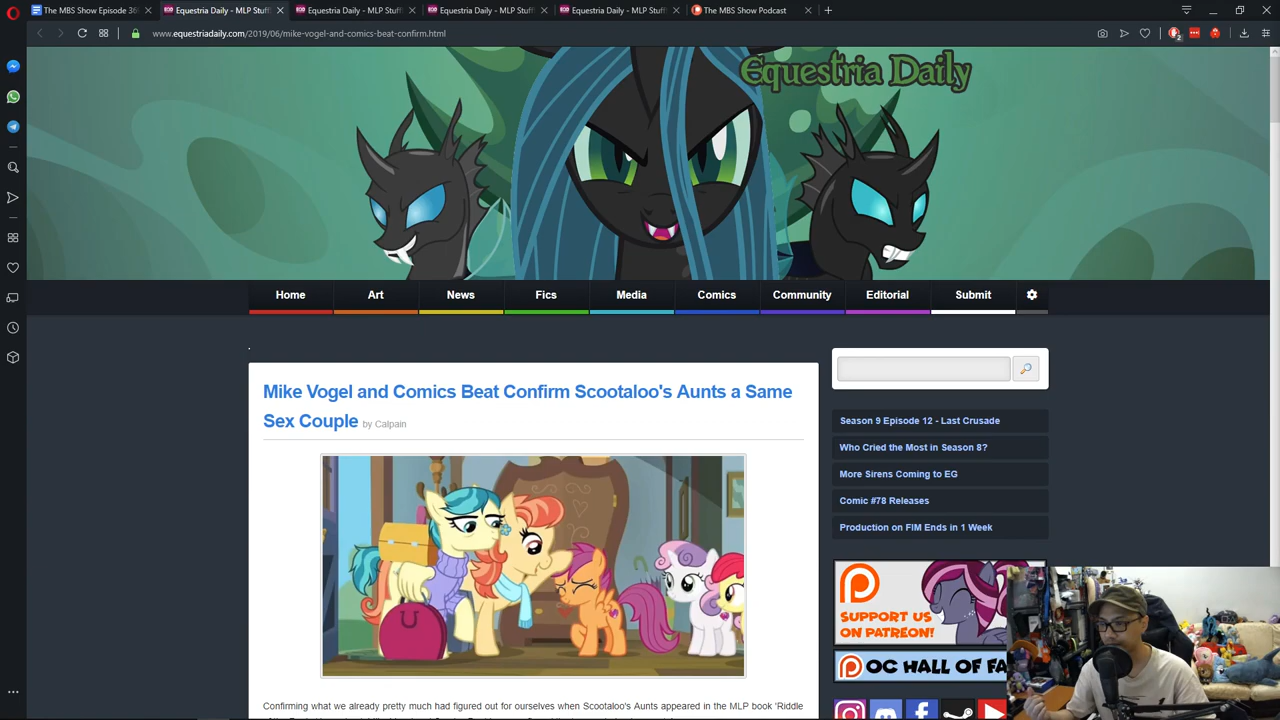 The MBS Show Episode 36
Equestria Daily - MLP Stuff
Equestria Daily - MLP Stuf
Equestria Daily - MLP Stuf
Equestria Daily - MLP Stuf
The MBS Show Podcast
www.equestriadaily.com/2019/06/mike-vogel-and-comics-beat-confirm.html
Equestria Daily
Home
Art
News
Fics
Media
Comics
Community
Editorial
Submit
Mike Vogel and Comics Beat Confirm Scootaloo's Aunts a Same
Sex Couple by Calpain
Season 9 Episode 12 - Last Crusade
Who Cried the Most in Season 8?
More Sirens Coming to EG
Comic #78 Releases
Production on FIM Ends in 1 Week
SUPPORT US
ON PATREON!
OC HALL OF FA
Confirming what we already pretty much had figured out for ourselves when Scootaloo's Aunts appeared in the MLP book 'Riddle